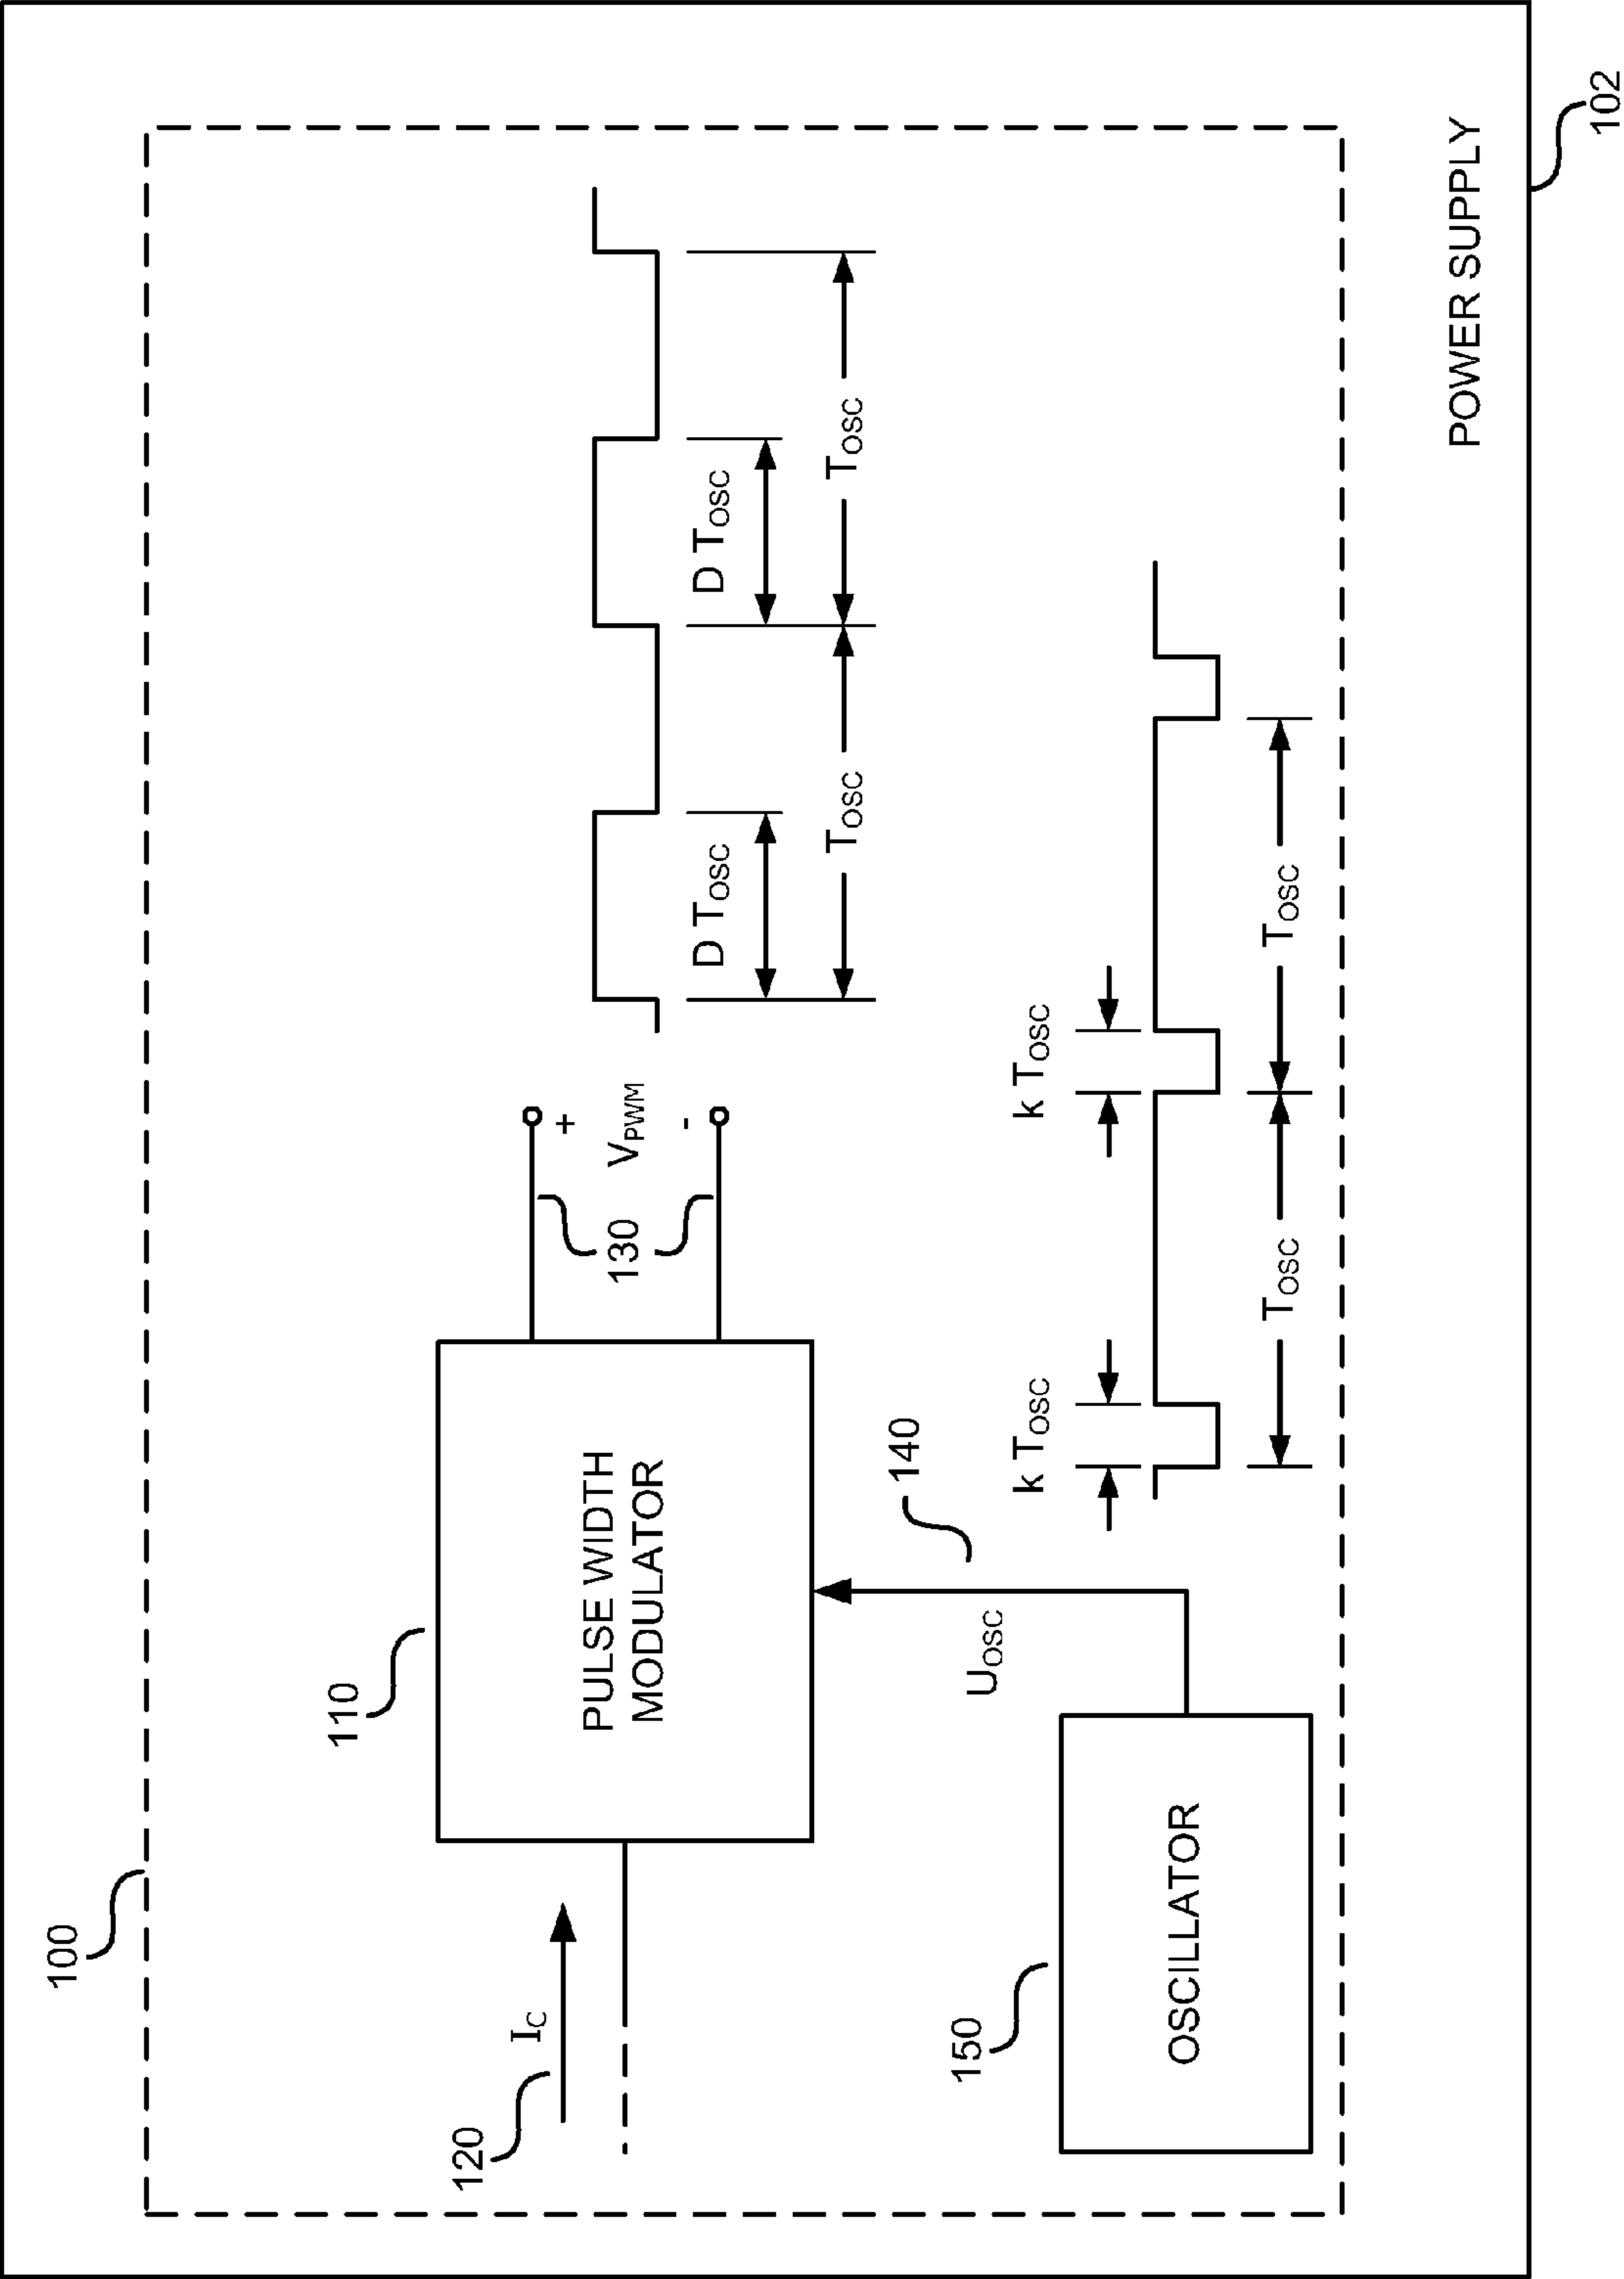 100
110
PULSE WIDTH
MODULATOR
120
I_C
130
+
V_PWM
-
D T_OSC
D T_OSC
T_OSC
T_OSC
140
U_OSC
150
OSCILLATOR
k T_OSC
k T_OSC
T_OSC
T_OSC
POWER SUPPLY
102